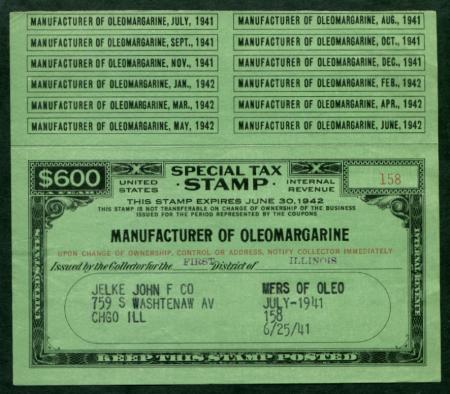 MANUFACTURER OF OLEOMARGARINE, JULY, 1941
MANUFACTURER OF OLEOMARGARINE, AUG., 1941
MANUFACTURER OF OLEOMARGARINE, SEPT., 1941
MANUFACTURER OF OLEOMARGARINE, OCT., 1941
MANUFACTURER OF OLEOMARGARINE, NOV., 1941
MANUFACTURER OF OLEOMARGARINE, DEC., 1941
MANUFACTURER OF OLEOMARGARINE, JAN., 1942
MANUFACTURER OF OLEOMARGARINE, FEB., 1942
MANUFACTURER OF OLEOMARGARINE, MAR., 1942
MANUFACTURER OF OLEOMARGARINE, APR., 1942
MANUFACTURER OF OLEOMARGARINE, MAY, 1942
MANUFACTURER OF OLEOMARGARINE, JUNE, 1942
$600
A YEAR
UNITED STATES
SPECIAL TAX
STAMP
INTERNAL REVENUE
158
THIS STAMP EXPIRES JUNE 30, 1942
THIS STAMP IS NOT TRANSFERABLE ON CHANGE OF OWNERSHIP OF THE BUSINESS
ISSUED FOR THE PERIOD REPRESENTED BY THE COUPONS
MANUFACTURER OF OLEOMARGARINE
UPON CHANGE OF OWNERSHIP, CONTROL OR ADDRESS, NOTIFY COLLECTOR IMMEDIATELY
Issued by the Collector for the FIRST District of ILLINOIS
JELKE JOHN F CO
759 S WASHTENAW AV
CHGO ILL
MFRS OF OLEO
JULY-1941
158
6/25/41
UNITED STATES
INTERNAL REVENUE
KEEP THIS STAMP POSTED